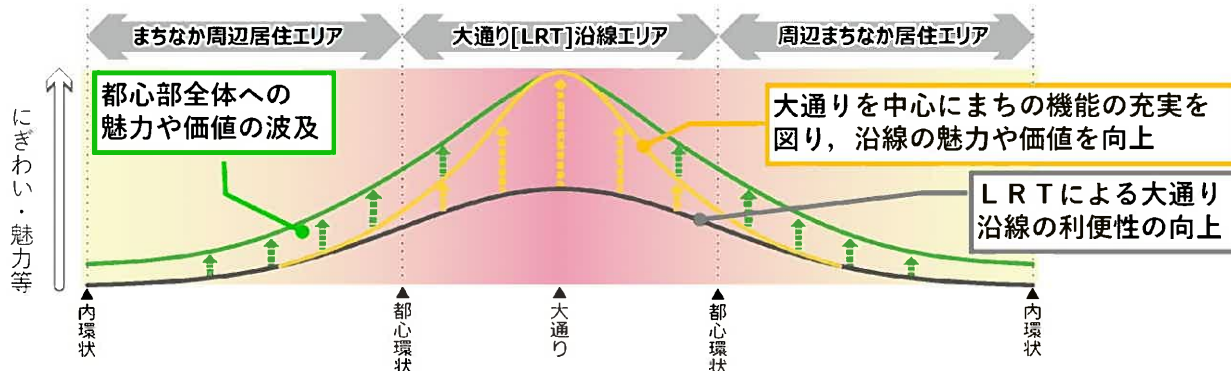 まちなか周辺居住エリア
大通り[LRT]沿線エリア
周辺まちなか居住エリア
都心部全体への
魅力や価値の波及
大通りを中心にまちの機能の充実を
図り，沿線の魅力や価値を向上
ＬＲＴによる大通り
沿線の利便性の向上
にぎわい・魅力等
▲内環状
▲都心環状
▲大通り
▲都心環状
▲内環状